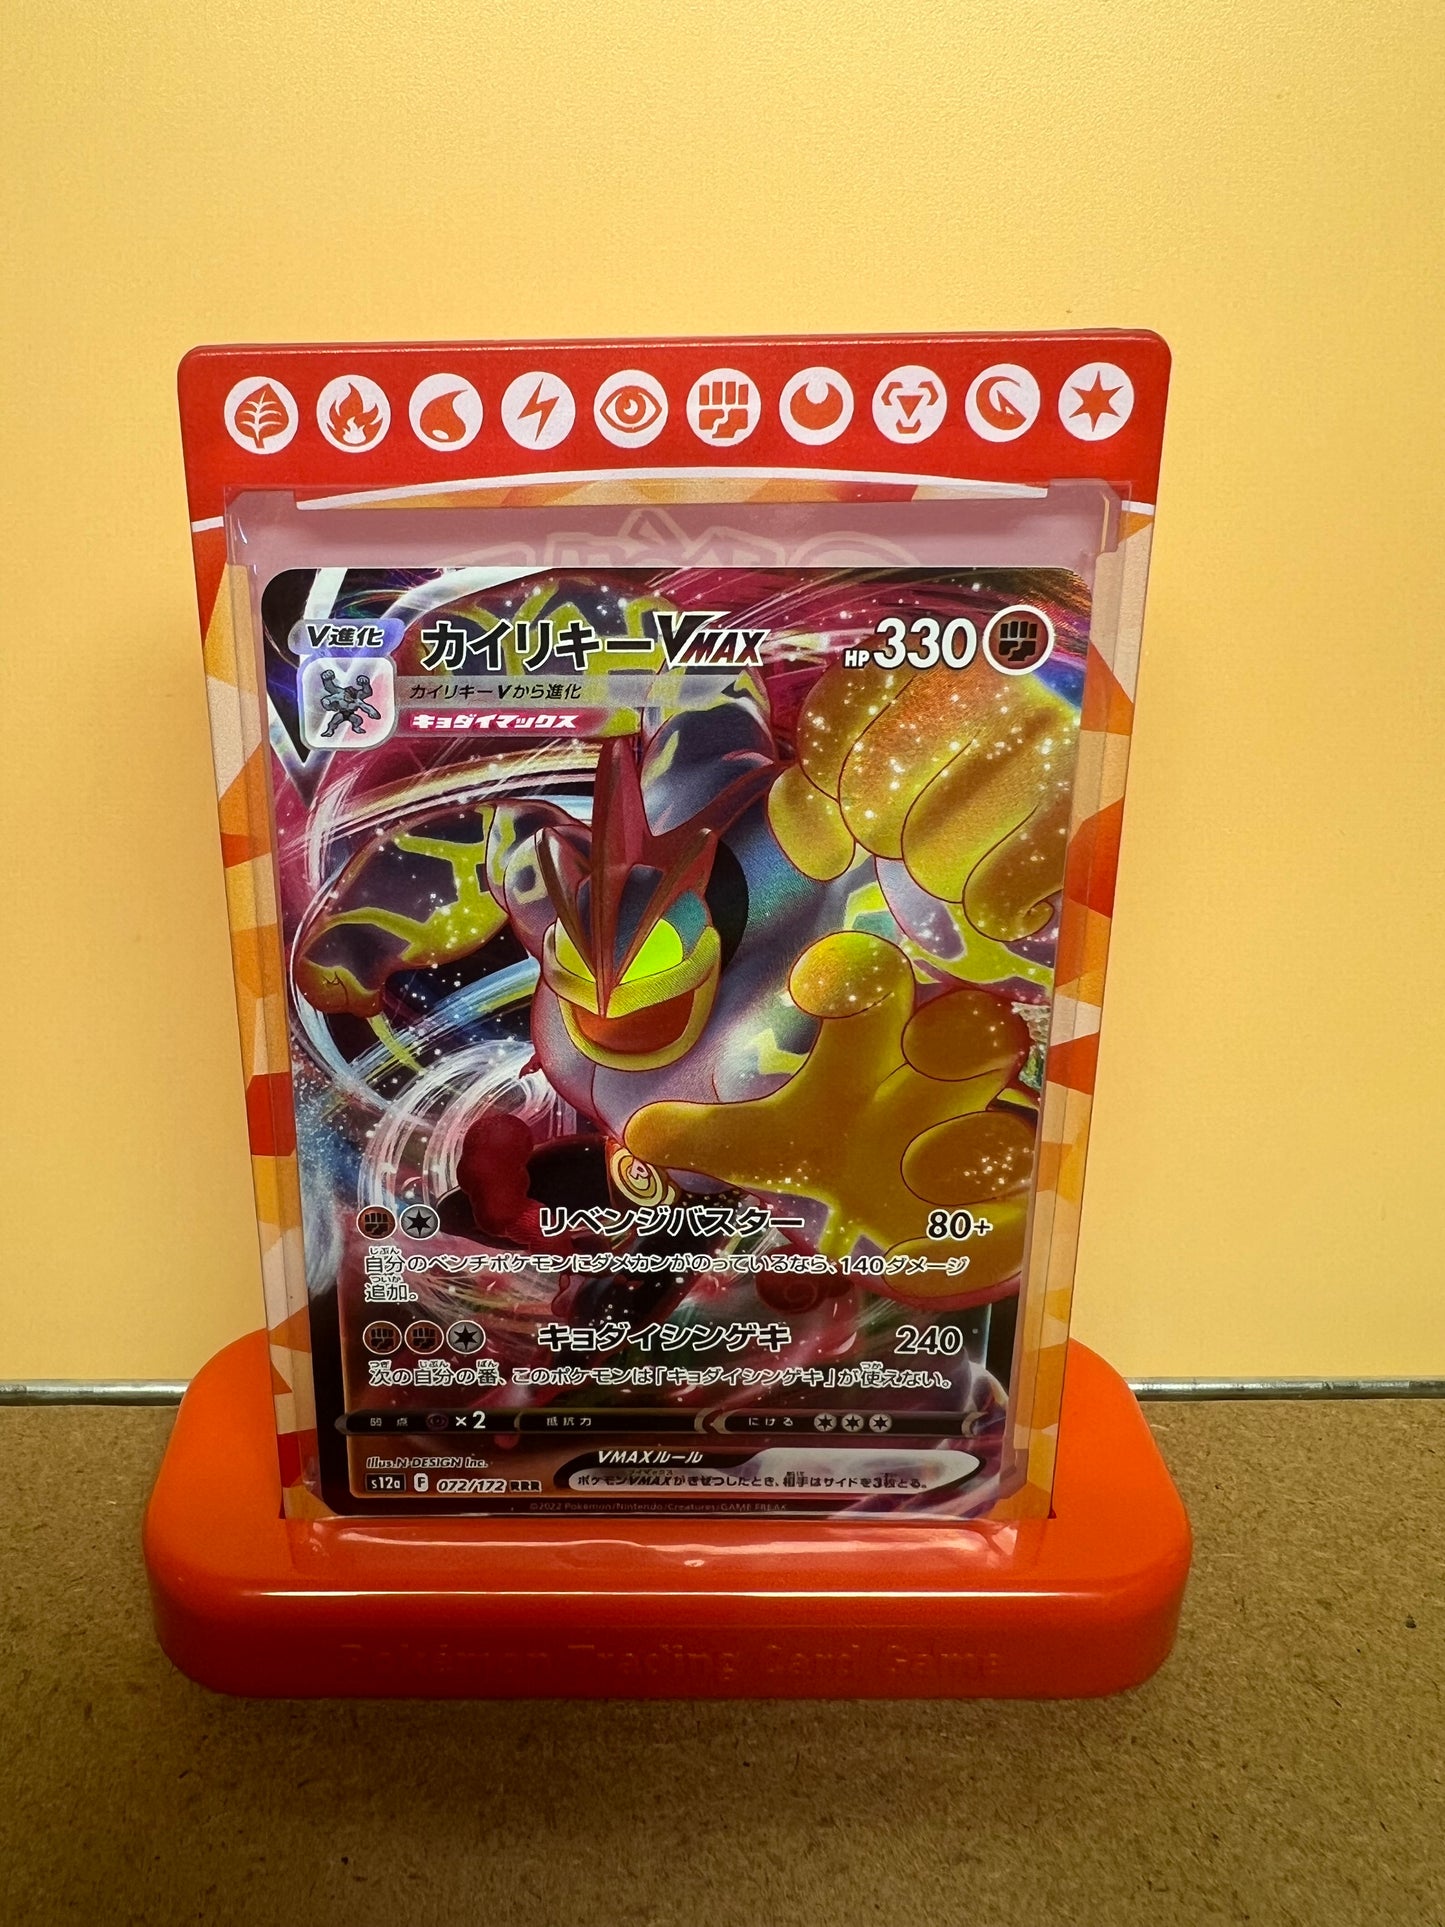 V進化
カイリキーVMAX
HP 330
カイリキーVから進化
キョダイマックス
リベンジバスター 80+
自分のベンチポケモンにダメカンがのっているなら、140ダメージ
追加。
キョダイシンゲキ 240
次の自分の番、このポケモンは「キョダイシンゲキ」が使えない。
弱点 ×2 抵抗力 にげる
Illus.N-DESIGN Inc.
VMAXルール
s12a F 072/172 RRR
ポケモンVMAXがきぜつしたとき、相手はサイドを3枚とる。
©2022 Pokémon/Nintendo/Creatures/GAME FREAK
Pokémon Trading Card Game